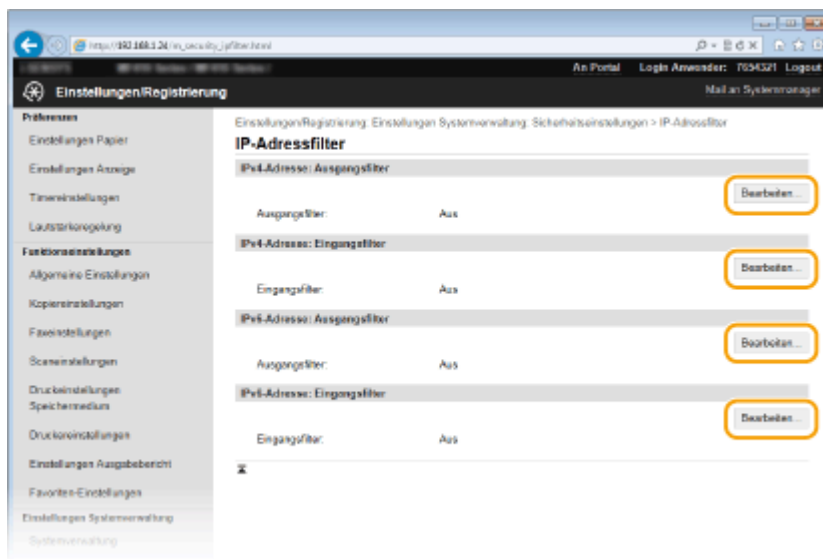 http://192.168.1.24/m_security_ipfilter.html
An Portal Login Anwender: 7654321 Logout
Einstellungen/Registrierung
Mail an Systemmanager
Präferenzen
Einstellungen Papier
Einstellungen Anzeige
Timereinstellungen
Lautstärkeregelung
Funktionseinstellungen
Allgemeine Einstellungen
Kopiereinstellungen
Faxeinstellungen
Scaneinstellungen
Druckeinstellungen
Speichermedium
Druckereinstellungen
Einstellungen Ausgabebericht
Favoriten-Einstellungen
Einstellungen Systemverwaltung
Systemverwaltung
Einstellungen/Registrierung: Einstellungen Systemverwaltung: Sicherheitseinstellungen > IP-Adressfilter
IP-Adressfilter
IPv4-Adresse: Ausgangsfilter
Bearbeiten...
Ausgangsfilter: Aus
IPv4-Adresse: Eingangsfilter
Bearbeiten...
Eingangsfilter: Aus
IPv6-Adresse: Ausgangsfilter
Bearbeiten...
Ausgangsfilter: Aus
IPv6-Adresse: Eingangsfilter
Bearbeiten...
Eingangsfilter: Aus